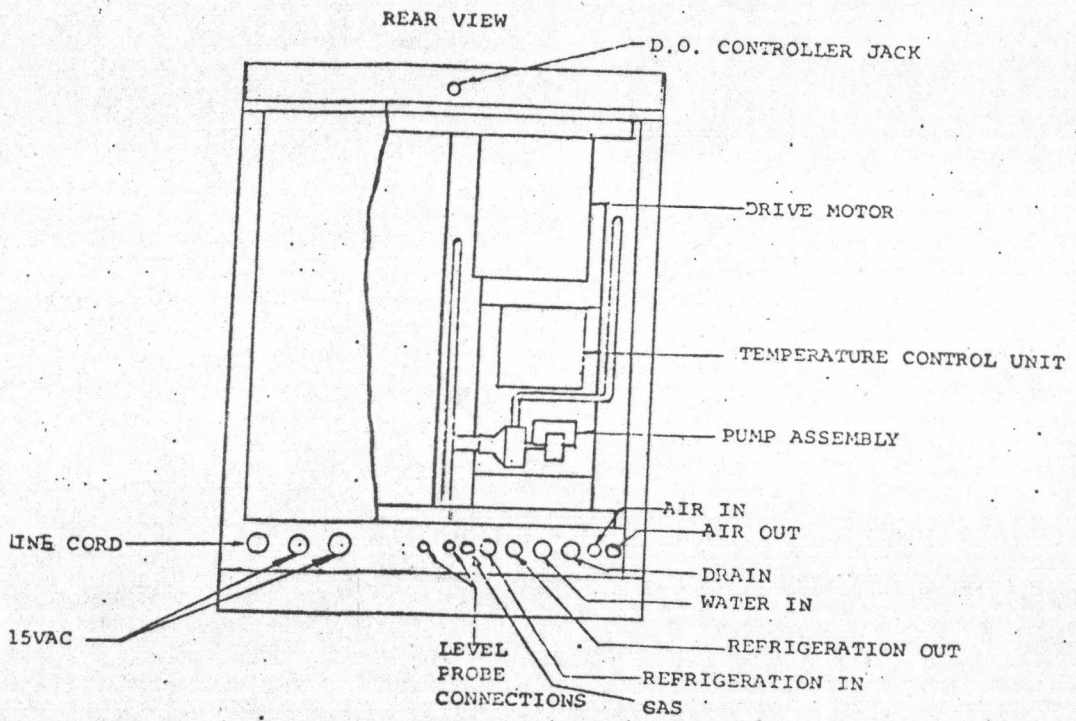 REAR VIEW
D.O. CONTROLLER JACK
DRIVE MOTOR
TEMPERATURE CONTROL UNIT
PUMP ASSEMBLY
AIR IN
AIR OUT
LINE CORD
DRAIN
WATER IN
15VAC
REFRIGERATION OUT
LEVEL
PROBE
CONNECTIONS
REFRIGERATION IN
GAS